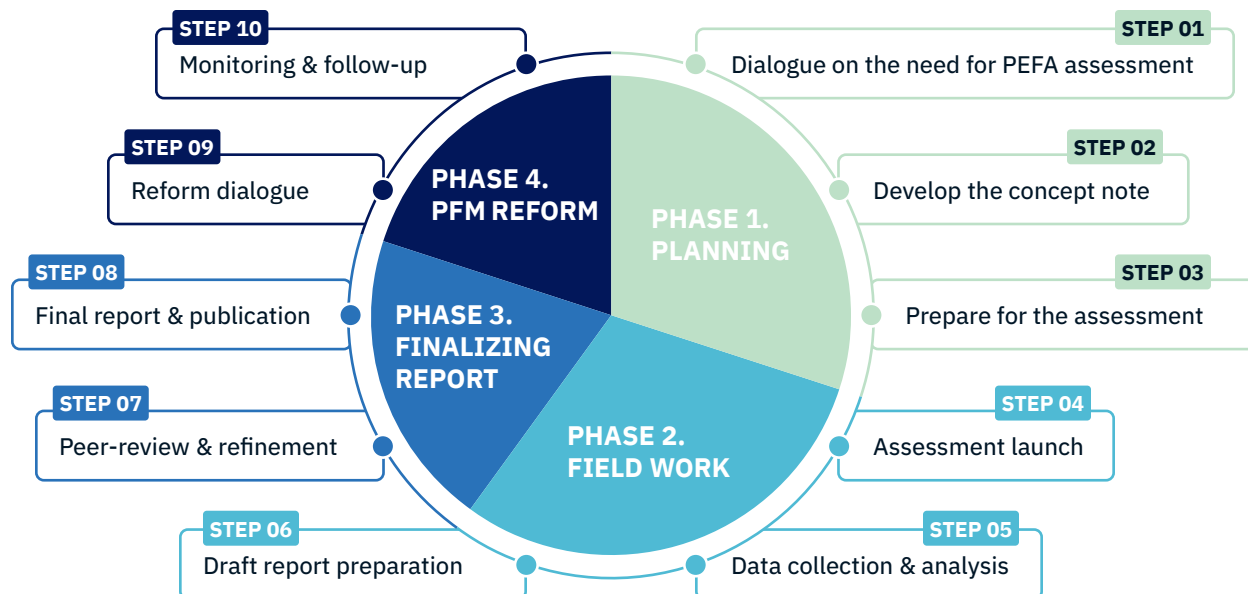 STEP 10
Monitoring & follow-up
STEP 01
Dialogue on the need for PEFA assessment
STEP 09
Reform dialogue
STEP 02
Develop the concept note
PHASE 4.
PFM REFORM
PHASE 1.
PLANNING
STEP 08
Final report & publication
STEP 03
Prepare for the assessment
PHASE 3.
FINALIZING
REPORT
STEP 07
Peer-review & refinement
STEP 04
Assessment launch
PHASE 2.
FIELD WORK
STEP 06
Draft report preparation
STEP 05
Data collection & analysis